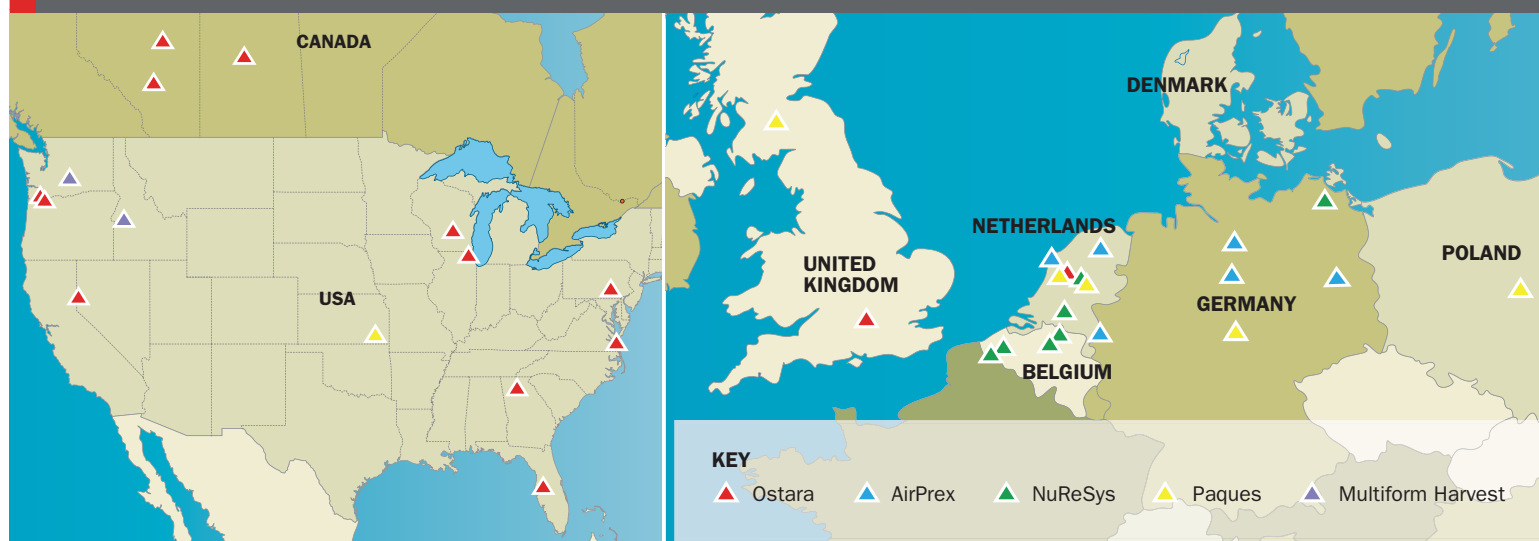 CANADA
USA
DENMARK
NETHERLANDS
UNITED
KINGDOM
POLAND
GERMANY
BELGIUM
KEY
Ostara
AirPrex
NuReSys
Paques
Multiform Harvest